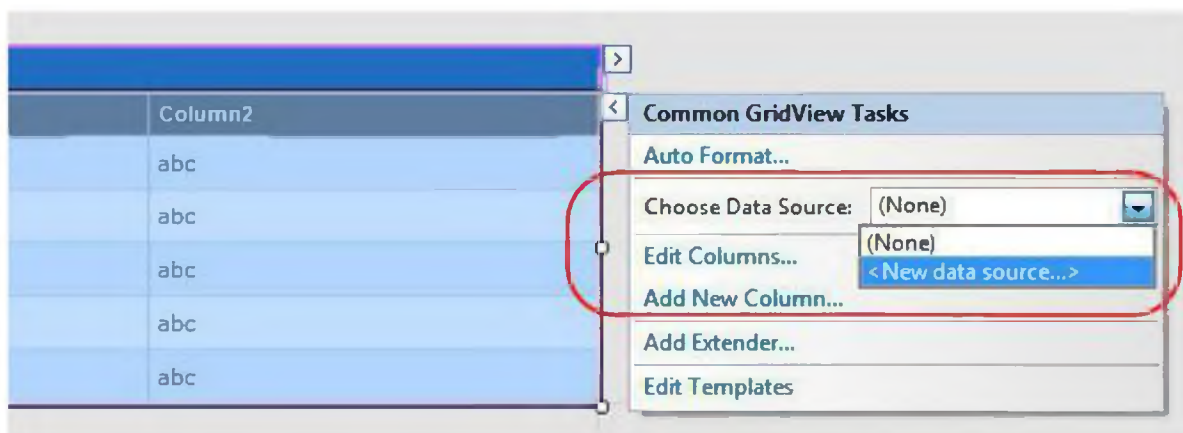 Column2
abc
abc
abc
abc
abc
Common GridView Tasks
Auto Format...
Choose Data Source: (None)
(None)
<New data source...>
Edit Columns...
Add New Column...
Add Extender...
Edit Templates